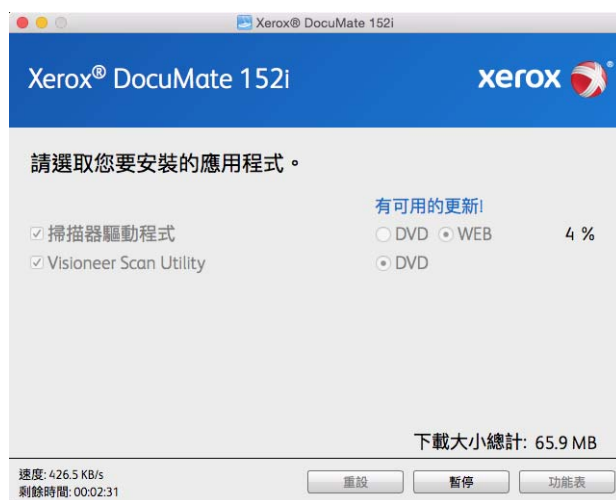 Xerox® DocuMate 152i
Xerox® DocuMate 152i
xerox
請選取您要安裝的應用程式。
有可用的更新!
掃描器驅動程式 DVD WEB 4 %
Visioneer Scan Utility DVD
下載大小總計: 65.9 MB
速度: 426.5 KB/s
剩餘時間: 00:02:31
重設 暫停 功能表